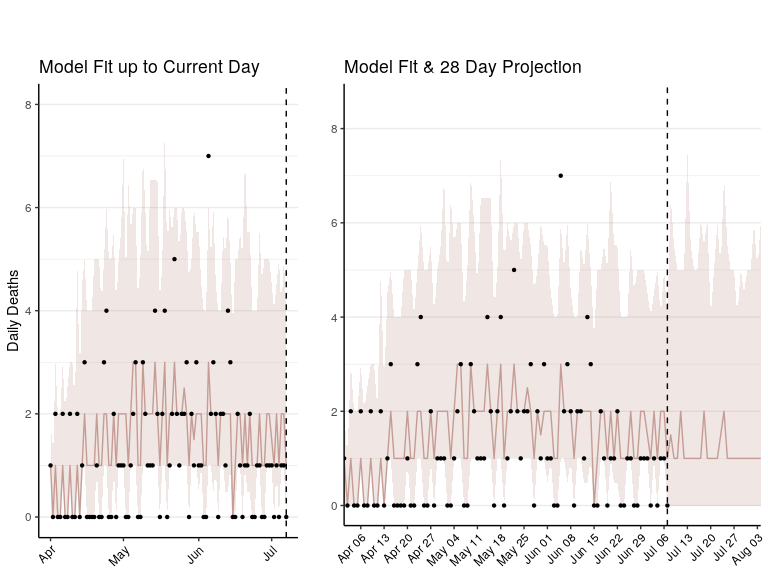 Model Fit up to Current Day
Daily Deaths
8
6
4
2
0
Apr
May
Jun
Jul
Model Fit & 28 Day Projection
8
6
4
2
0
Apr 06
Apr 13
Apr 20
Apr 27
May 04
May 11
May 18
May 25
Jun 01
Jun 08
Jun 15
Jun 22
Jun 29
Jul 06
Jul 13
Jul 20
Jul 27
Aug 03